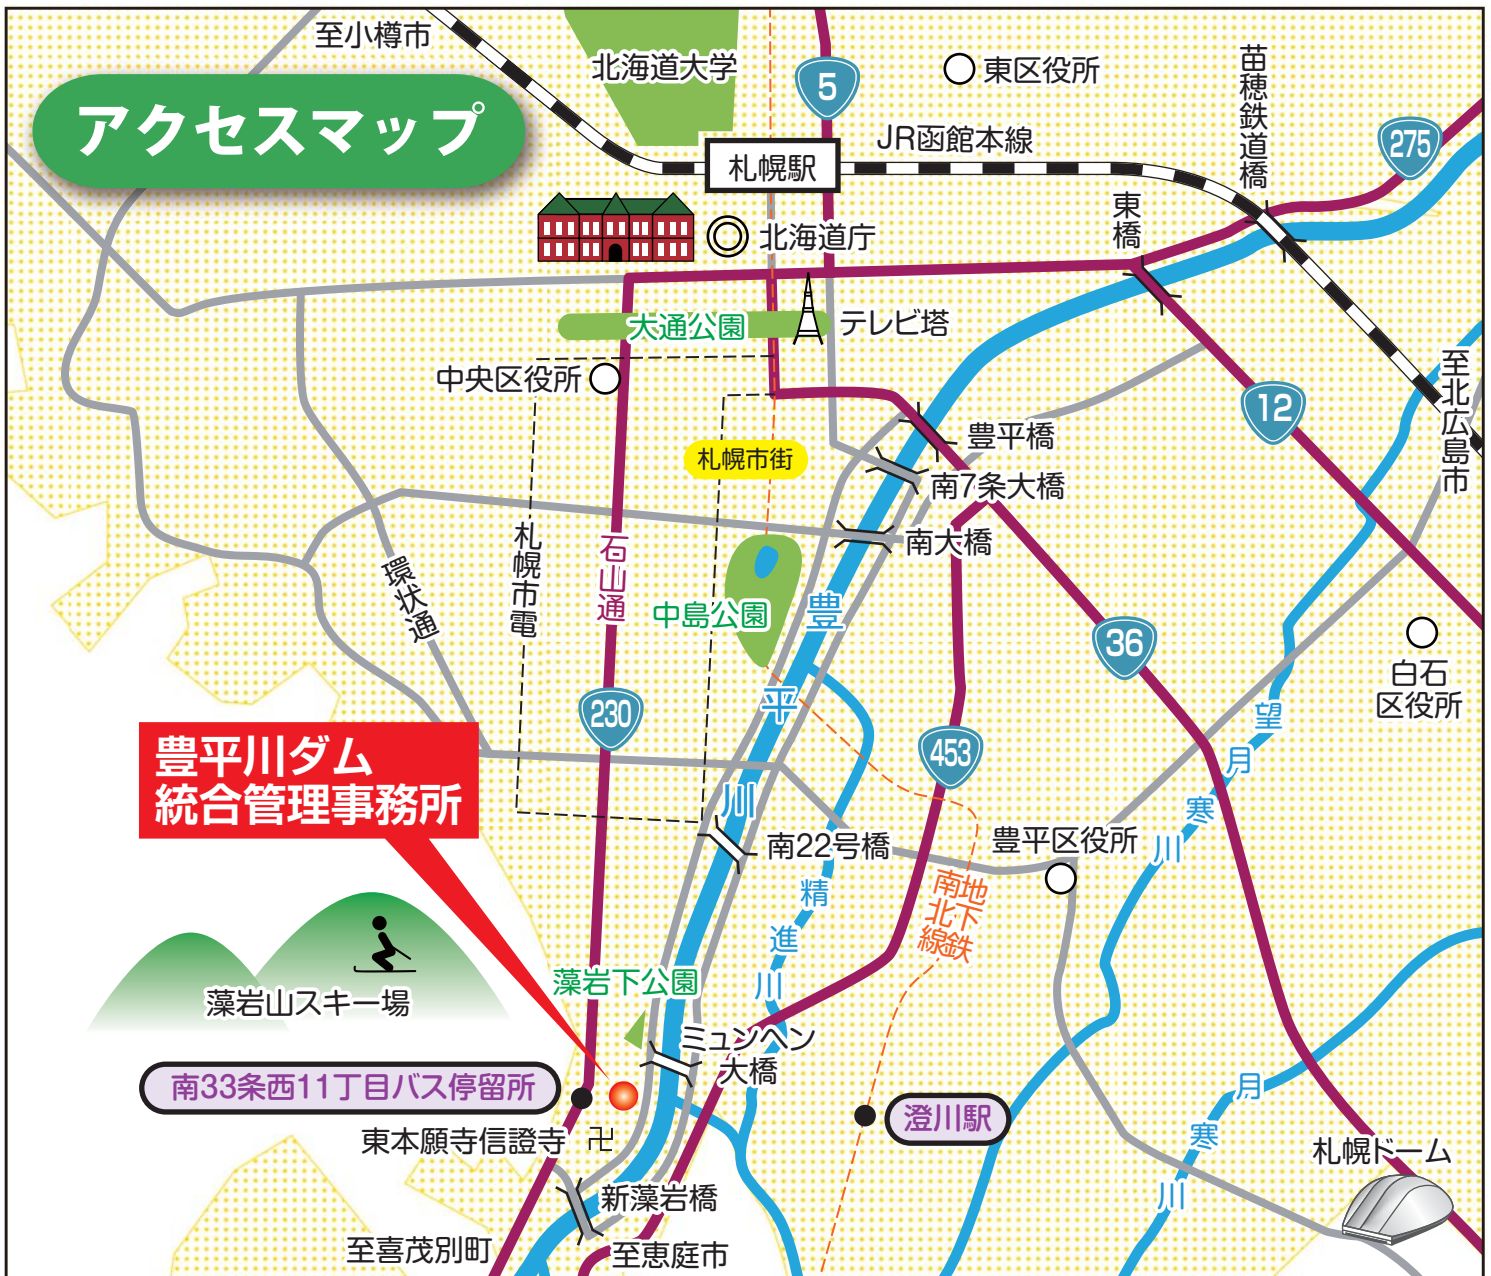 至小樽市
アクセスマップ
北海道大学
5
東区役所
苗穂鉄道橋
275
JR函館本線
札幌駅
東橋
北海道庁
大通公園
テレビ塔
中央区役所
至北広島市
12
豊平橋
札幌市街
南7条大橋
南大橋
札幌市電
石山通
環状通
中島公園
豊平川
36
白石
区役所
230
453
望月寒川
豊平川ダム
統合管理事務所
南22号橋
豊平区役所
精進川
地下鉄
南北線
藻岩山スキー場
藻岩下公園
ミュンヘン
大橋
南33条西11丁目バス停留所
澄川駅
月寒川
東本願寺信證寺
卍
札幌ドーム
新藻岩橋
至喜茂別町
至恵庭市